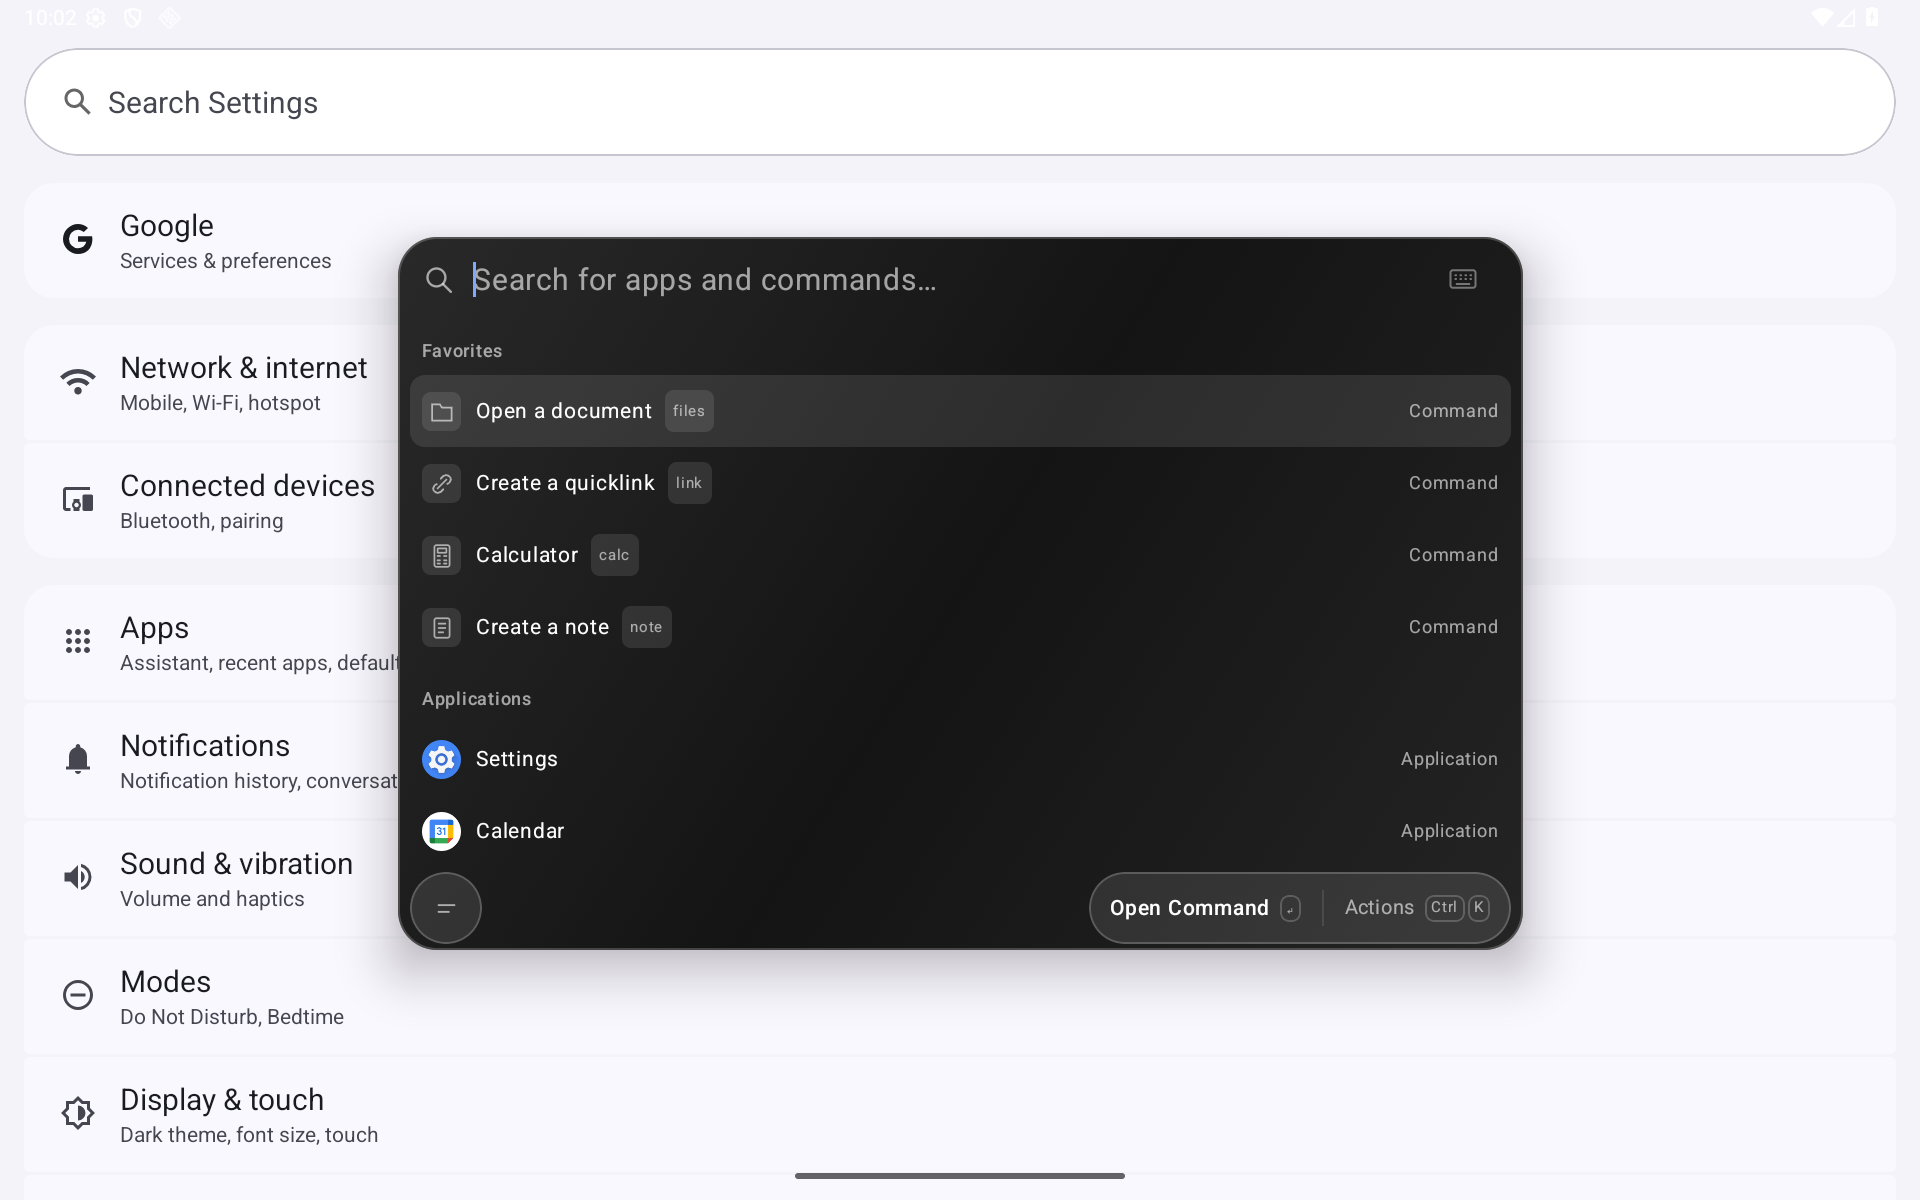 10:02
Search Settings
Google
Services & preferences
Network & internet
Mobile, Wi-Fi, hotspot
Connected devices
Bluetooth, pairing
Apps
Assistant, recent apps, default
Notifications
Notification history, conversat
Sound & vibration
Volume and haptics
Modes
Do Not Disturb, Bedtime
Display & touch
Dark theme, font size, touch
Search for apps and commands...
Favorites
Open a document files Command
Create a quicklink link Command
Calculator calc Command
Create a note note Command
Applications
Settings Application
31 Calendar Application
Open Command Actions Ctrl K